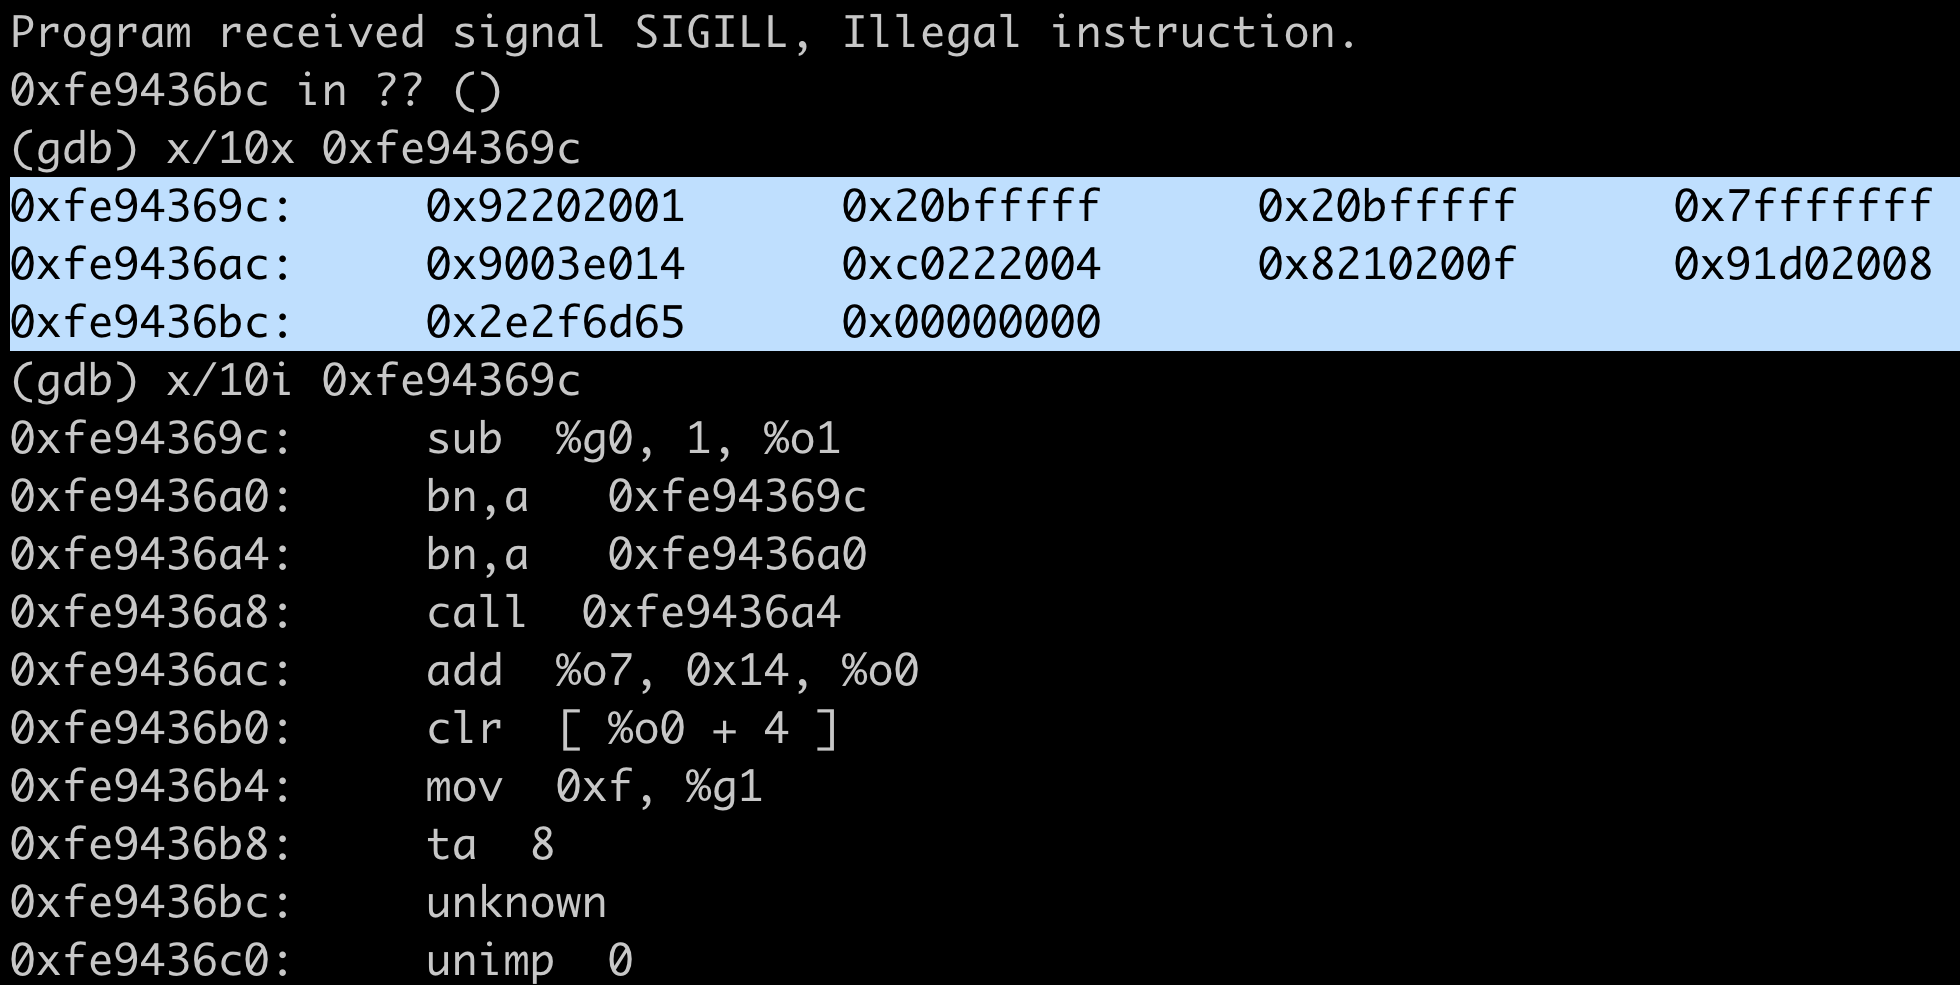 Program received signal SIGILL, Illegal instruction.
0xfe9436bc in ?? ()
(gdb) x/10x 0xfe94369c
0xfe94369c:     0x92202001      0x20bfffff      0x20bfffff      0x7fffffff
0xfe9436ac:     0x9003e014      0xc0222004      0x8210200f      0x91d02008
0xfe9436bc:     0x2e2f6d65      0x00000000
(gdb) x/10i 0xfe94369c
0xfe94369c:     sub  %g0, 1, %o1
0xfe9436a0:     bn,a   0xfe94369c
0xfe9436a4:     bn,a   0xfe9436a0
0xfe9436a8:     call  0xfe9436a4
0xfe9436ac:     add  %o7, 0x14, %o0
0xfe9436b0:     clr  [ %o0 + 4 ]
0xfe9436b4:     mov  0xf, %g1
0xfe9436b8:     ta  8
0xfe9436bc:     unknown
0xfe9436c0:     unimp  0